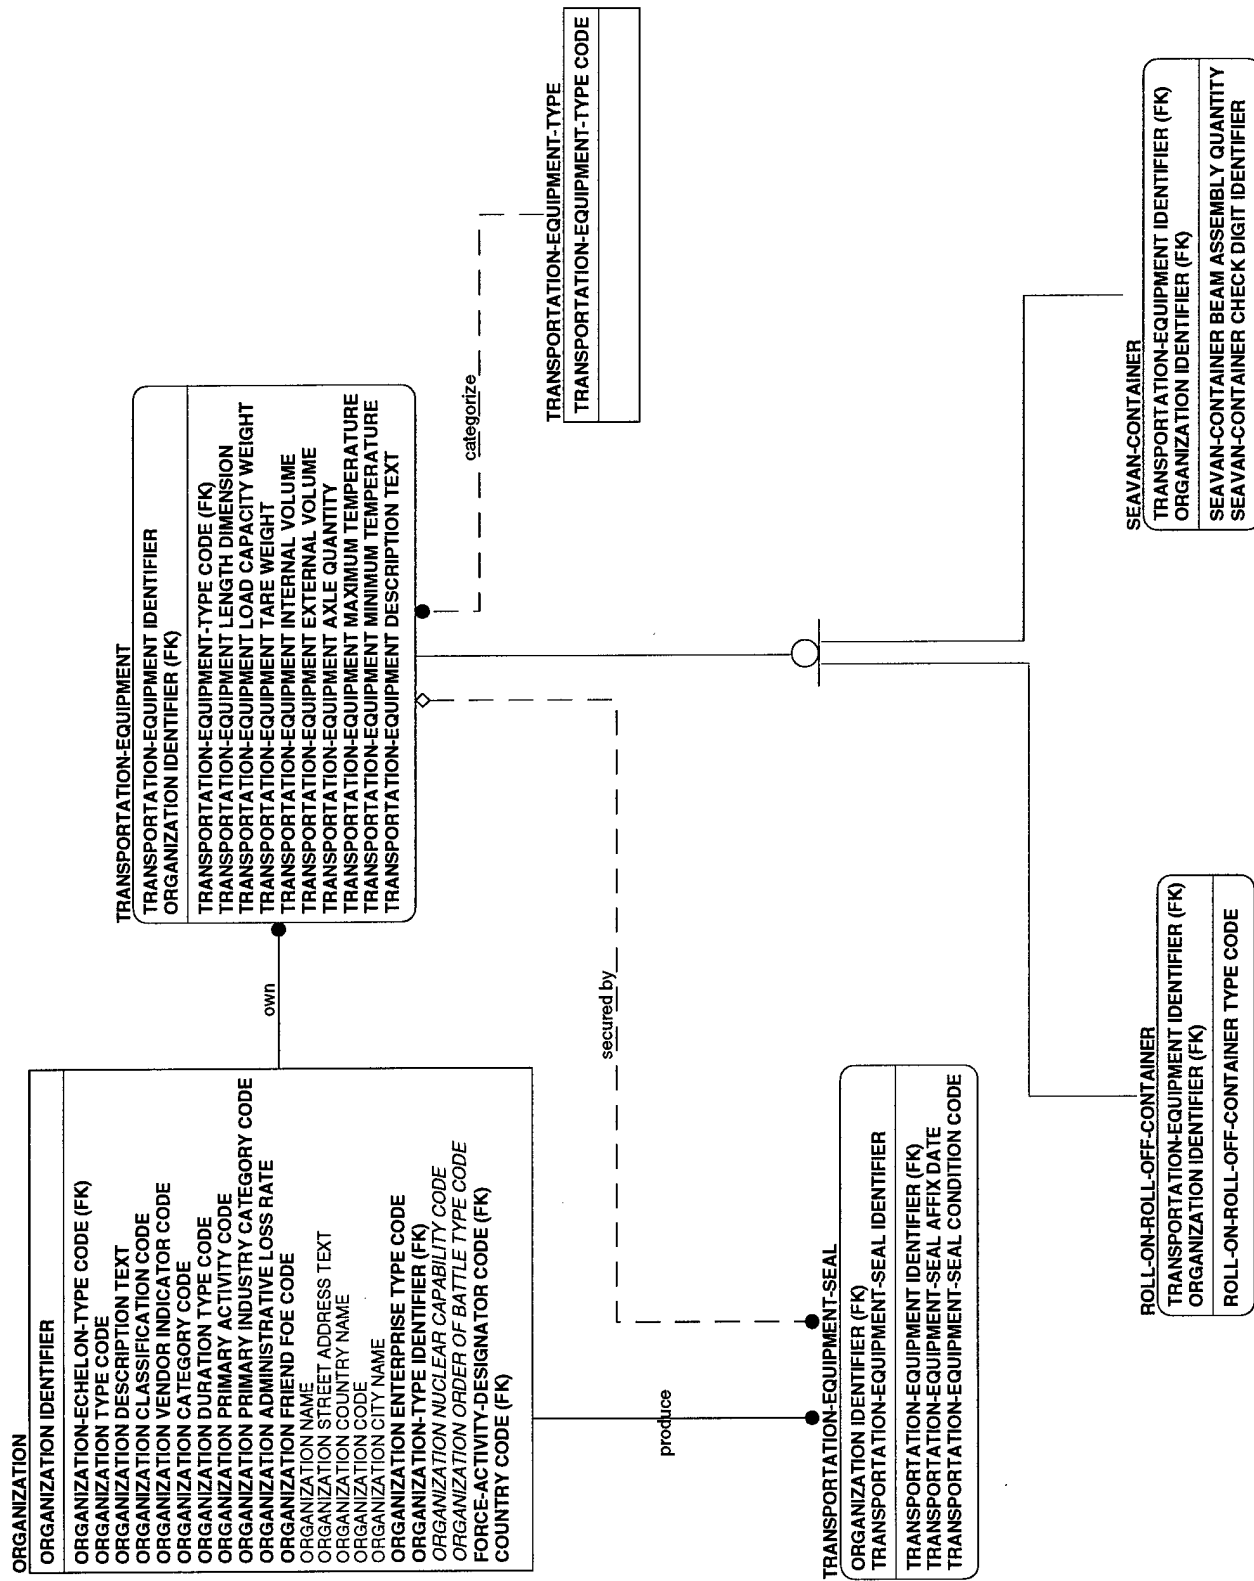 ORGANIZATION
ORGANIZATION IDENTIFIER
ORGANIZATION-ECHELON-TYPE CODE (FK)
ORGANIZATION TYPE CODE
ORGANIZATION DESCRIPTION TEXT
ORGANIZATION CLASSIFICATION CODE
ORGANIZATION VENDOR INDICATOR CODE
ORGANIZATION CATEGORY CODE
ORGANIZATION DURATION TYPE CODE
ORGANIZATION PRIMARY ACTIVITY CODE
ORGANIZATION PRIMARY INDUSTRY CATEGORY CODE
ORGANIZATION ADMINISTRATIVE LOSS RATE
ORGANIZATION FRIEND FOE CODE
ORGANIZATION NAME
ORGANIZATION STREET ADDRESS TEXT
ORGANIZATION COUNTRY NAME
ORGANIZATION CODE
ORGANIZATION CITY NAME
ORGANIZATION ENTERPRISE TYPE CODE
ORGANIZATION-TYPE IDENTIFIER (FK)
ORGANIZATION NUCLEAR CAPABILITY CODE
ORGANIZATION ORDER OF BATTLE TYPE CODE
FORCE-ACTIVITY-DESIGNATOR CODE (FK)
COUNTRY CODE (FK)
own
TRANSPORTATION-EQUIPMENT
TRANSPORTATION-EQUIPMENT IDENTIFIER
ORGANIZATION IDENTIFIER (FK)
TRANSPORTATION-EQUIPMENT-TYPE CODE (FK)
TRANSPORTATION-EQUIPMENT LENGTH DIMENSION
TRANSPORTATION-EQUIPMENT LOAD CAPACITY WEIGHT
TRANSPORTATION-EQUIPMENT TARE WEIGHT
TRANSPORTATION-EQUIPMENT INTERNAL VOLUME
TRANSPORTATION-EQUIPMENT EXTERNAL VOLUME
TRANSPORTATION-EQUIPMENT AXLE QUANTITY
TRANSPORTATION-EQUIPMENT MAXIMUM TEMPERATURE
TRANSPORTATION-EQUIPMENT MINIMUM TEMPERATURE
TRANSPORTATION-EQUIPMENT DESCRIPTION TEXT
categorize
TRANSPORTATION-EQUIPMENT-TYPE
TRANSPORTATION-EQUIPMENT-TYPE CODE
secured by
produce
TRANSPORTATION-EQUIPMENT-SEAL
ORGANIZATION IDENTIFIER (FK)
TRANSPORTATION-EQUIPMENT-SEAL IDENTIFIER
TRANSPORTATION-EQUIPMENT IDENTIFIER (FK)
TRANSPORTATION-EQUIPMENT-SEAL AFFIX DATE
TRANSPORTATION-EQUIPMENT-SEAL CONDITION CODE
ROLL-ON-ROLL-OFF-CONTAINER
TRANSPORTATION-EQUIPMENT IDENTIFIER (FK)
ORGANIZATION IDENTIFIER (FK)
ROLL-ON-ROLL-OFF-CONTAINER TYPE CODE
SEAVAN-CONTAINER
TRANSPORTATION-EQUIPMENT IDENTIFIER (FK)
ORGANIZATION IDENTIFIER (FK)
SEAVAN-CONTAINER BEAM ASSEMBLY QUANTITY
SEAVAN-CONTAINER CHECK DIGIT IDENTIFIER